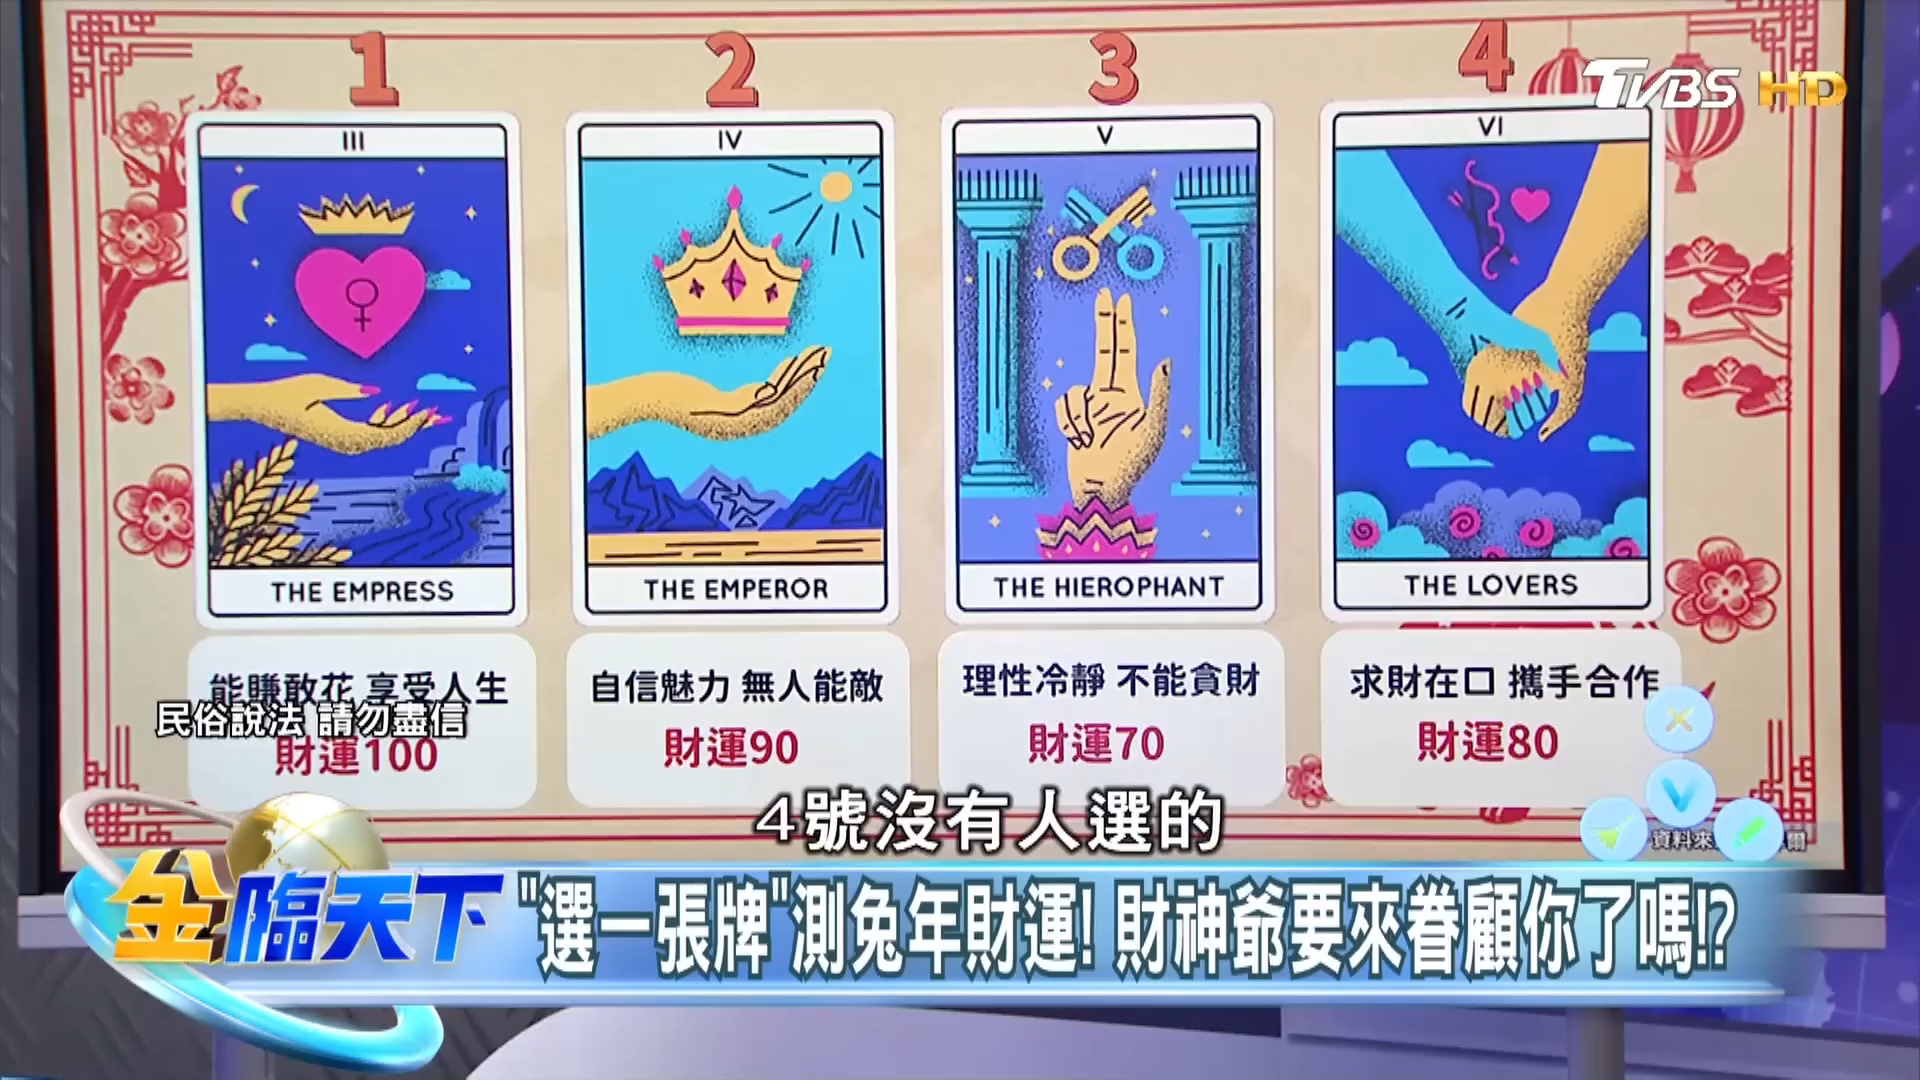 1
2
3
4
TVBS HD
III
IV
V
VI
THE EMPRESS
THE EMPEROR
THE HIEROPHANT
THE LOVERS
能賺敢花 享受人生
財運100
自信魅力 無人能敵
財運90
理性冷靜 不能貪財
財運70
求財在口 攜手合作
財運80
民俗說法 請勿盡信
4號沒有人選的
資料來
金臨天下
"選一張牌"測兔年財運! 財神爺要來眷顧你了嗎!?